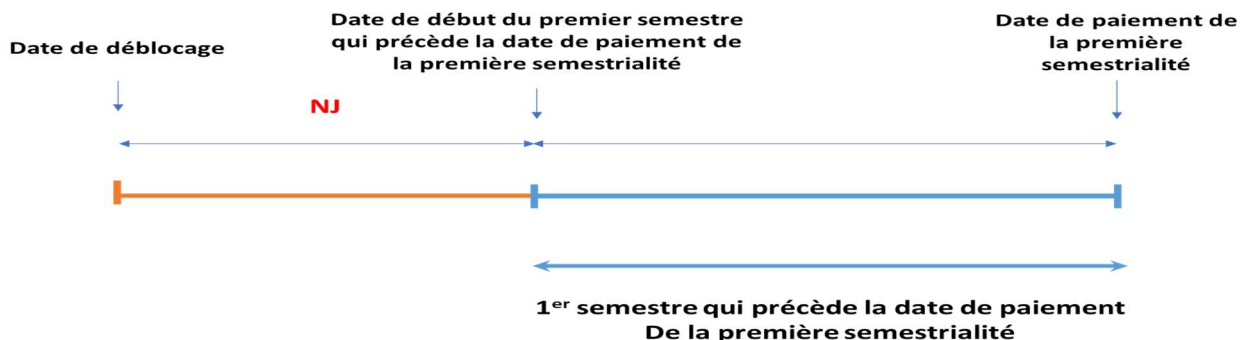 Date de déblocage
Date de début du premier semestre
qui précède la date de paiement de
la première semestrialité
Date de paiement de
la première
semestrialité
NJ
1er semestre qui précède la date de paiement
De la première semestrialité